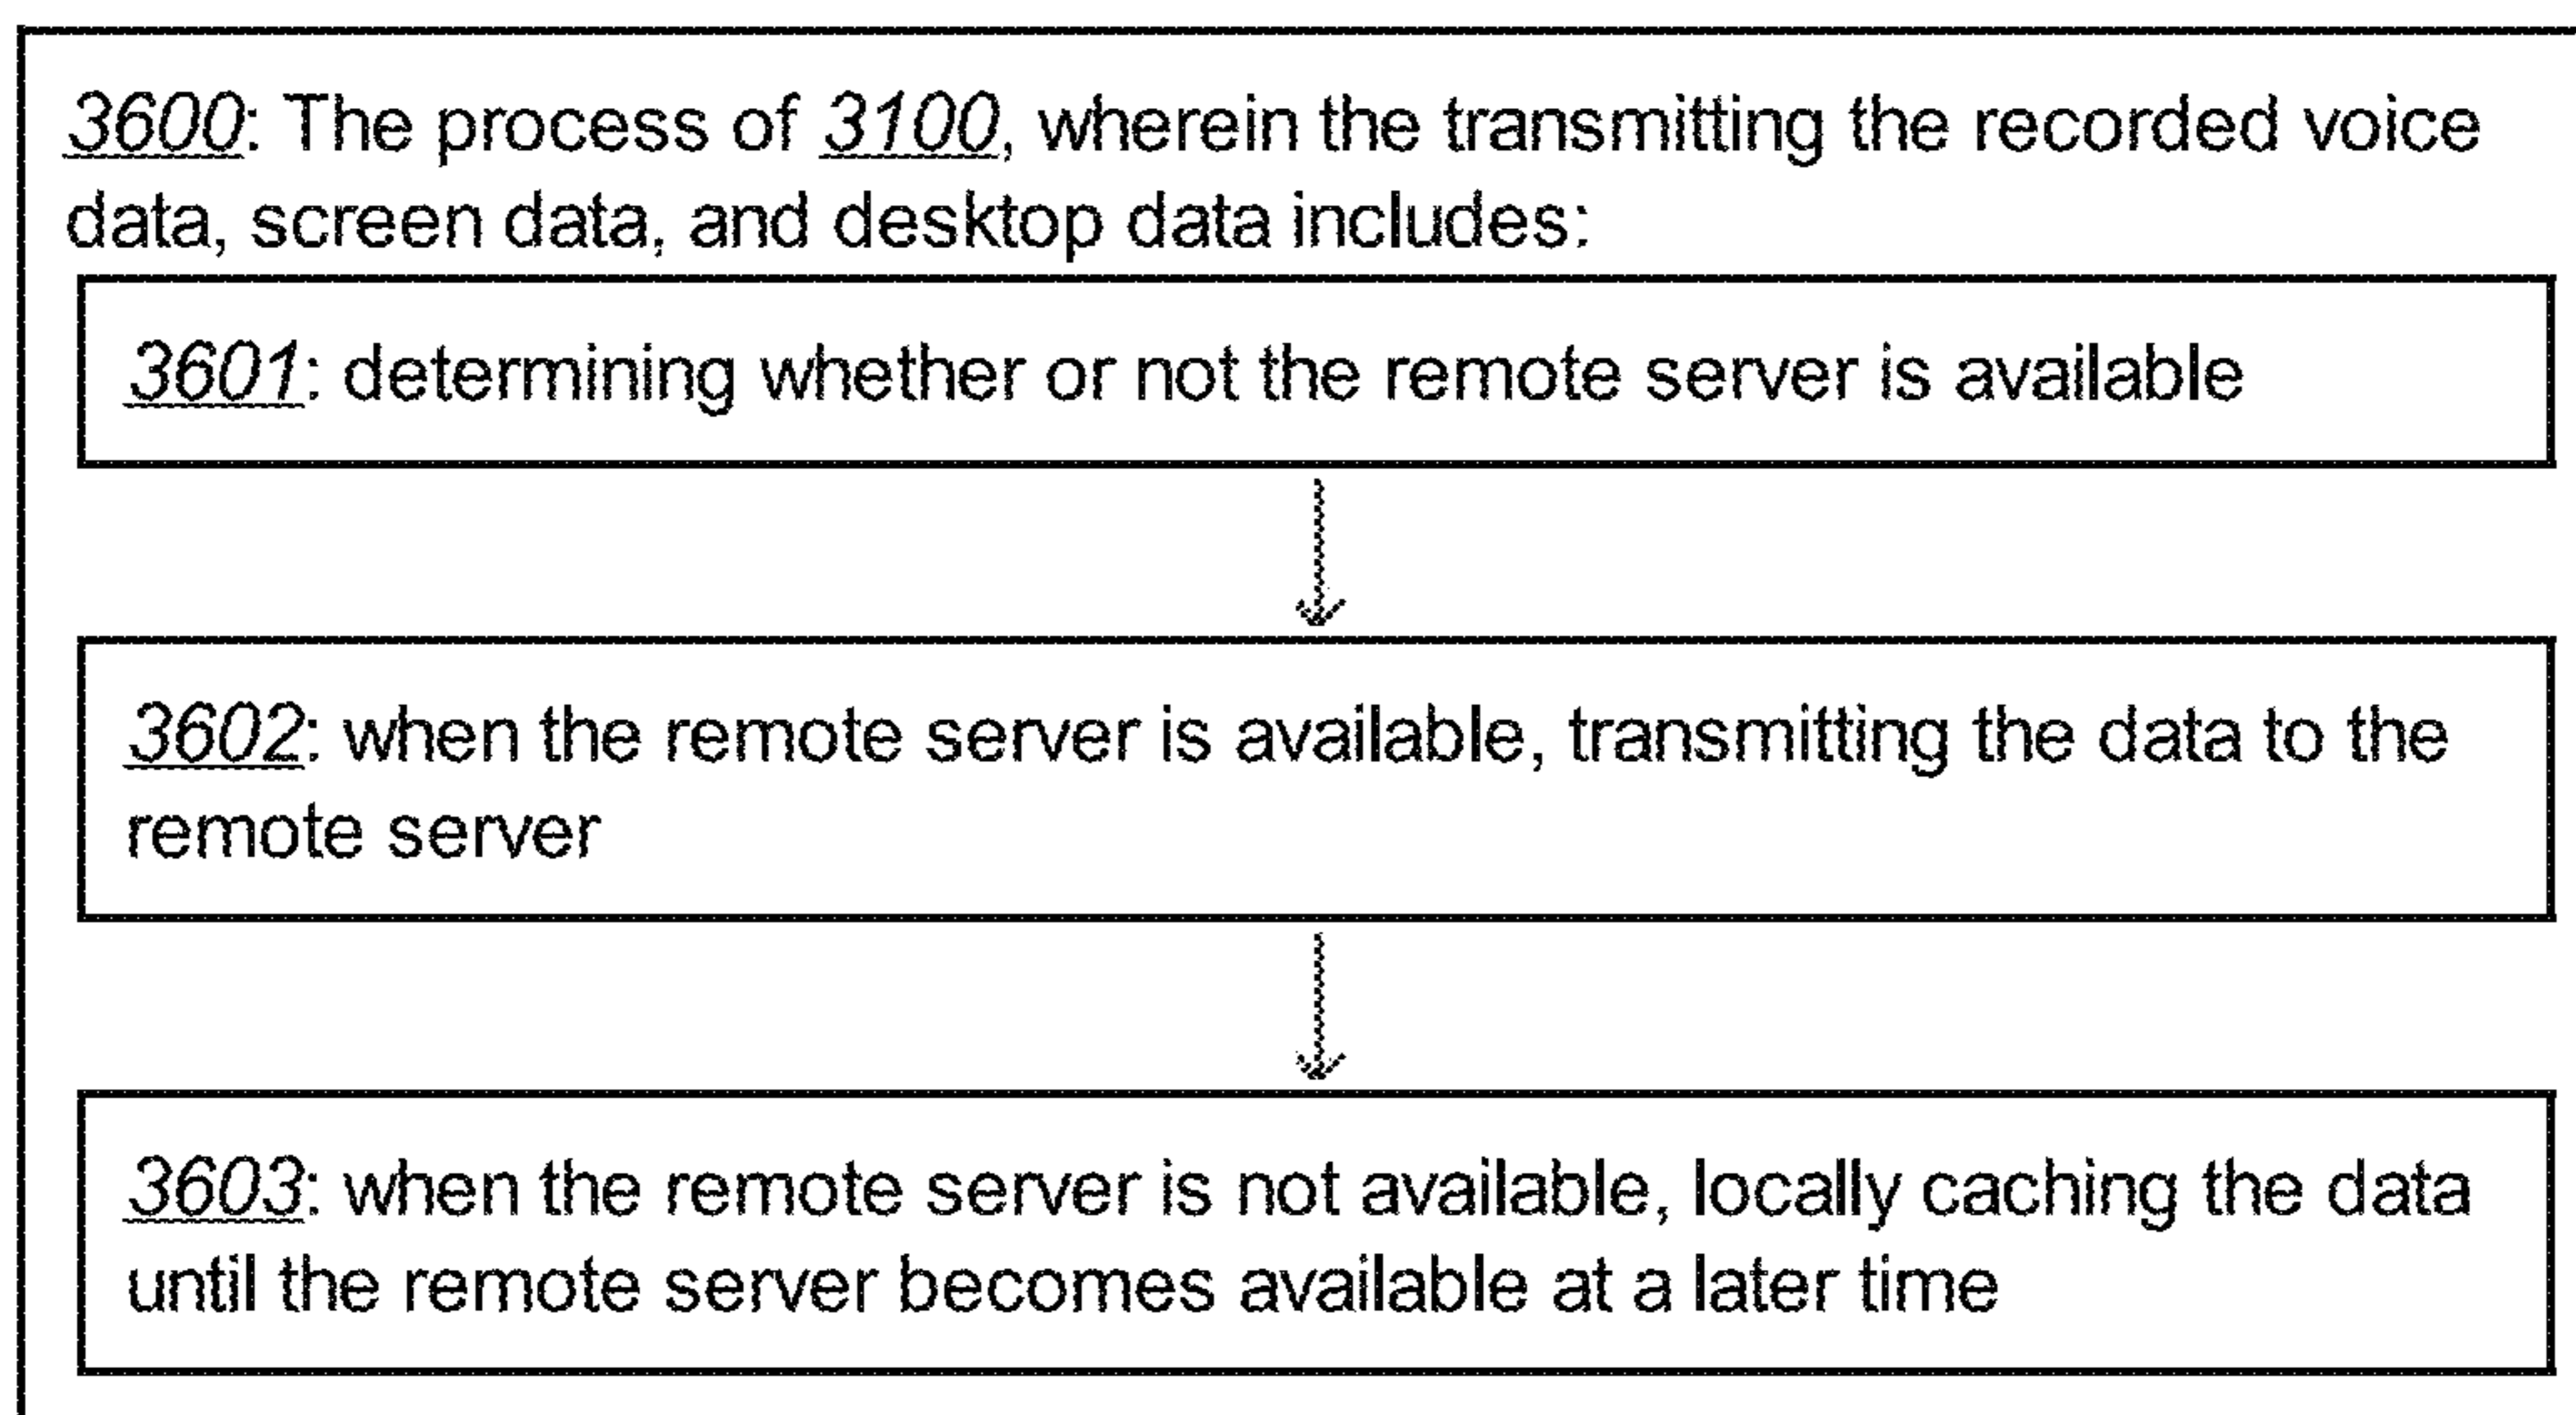 3600: The process of 3100, wherein the transmitting the recorded voice
data, screen data, and desktop data includes:
3601: determining whether or not the remote server is available
3602: when the remote server is available, transmitting the data to the
remote server
3603: when the remote server is not available, locally caching the data
until the remote server becomes available at a later time